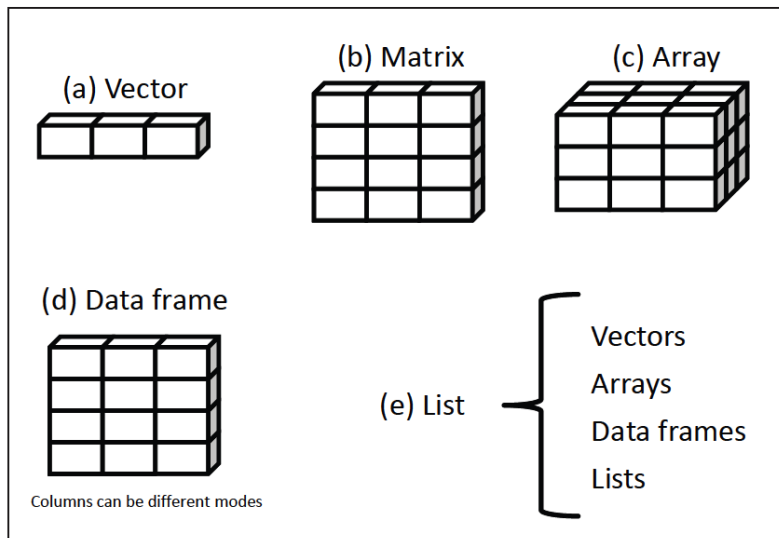 (a) Vector
(b) Matrix
(c) Array
(d) Data frame
Columns can be different modes
(e) List
Vectors
Arrays
Data frames
Lists